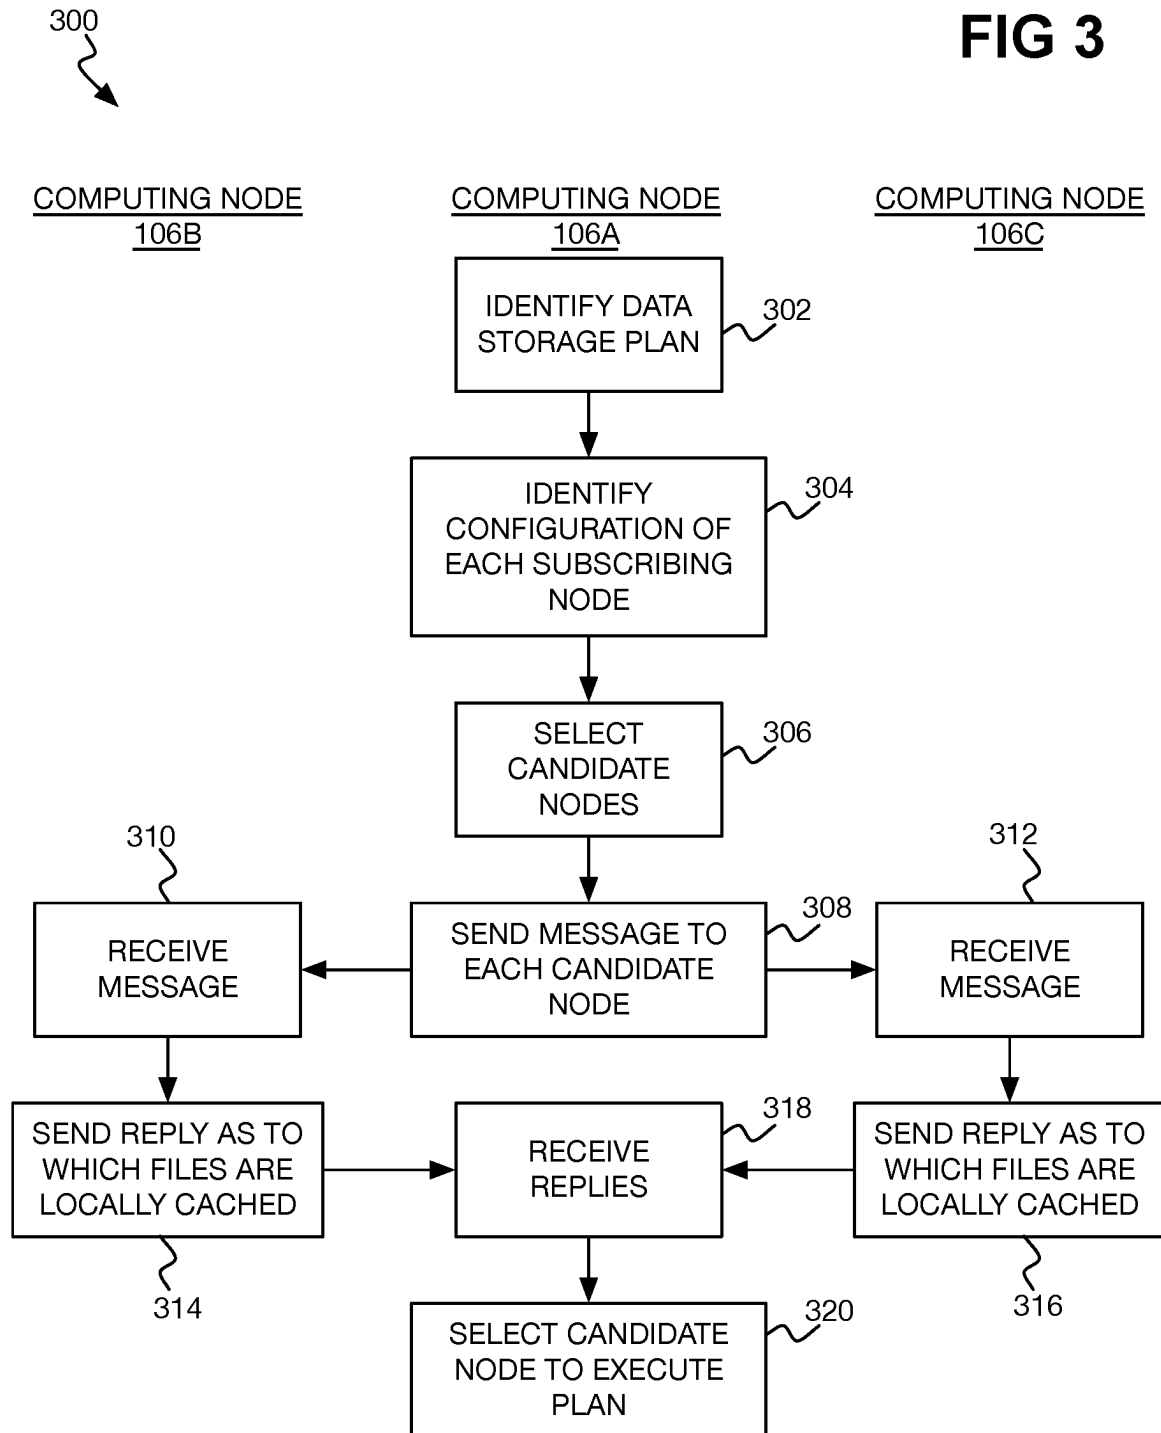 300
FIG 3
COMPUTING NODE
106B
COMPUTING NODE
106A
COMPUTING NODE
106C
IDENTIFY DATA
STORAGE PLAN
302
IDENTIFY
CONFIGURATION OF
EACH SUBSCRIBING
NODE
304
SELECT
CANDIDATE
NODES
306
310
RECEIVE
MESSAGE
SEND MESSAGE TO
EACH CANDIDATE
NODE
308
312
RECEIVE
MESSAGE
SEND REPLY AS TO
WHICH FILES ARE
LOCALLY CACHED
314
RECEIVE
REPLIES
318
SEND REPLY AS TO
WHICH FILES ARE
LOCALLY CACHED
316
SELECT CANDIDATE
NODE TO EXECUTE
PLAN
320